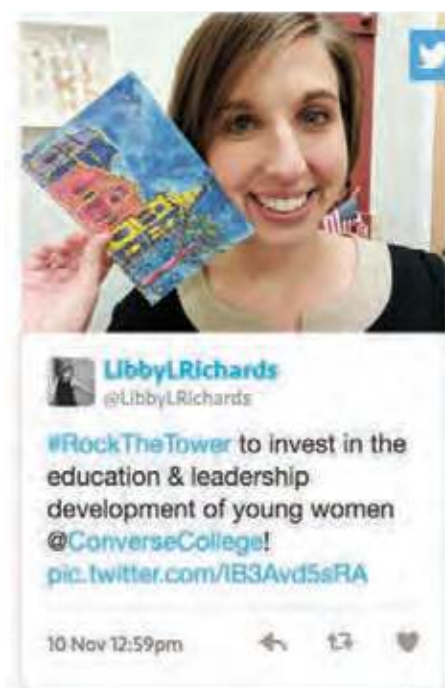 LibbyLRichards
@LibbyLRichards
#RockTheTower to invest in the
education & leadership
development of young women
@ConverseCollege!
pic.twitter.com/IB3Avd5sRA
10 Nov 12:59pm